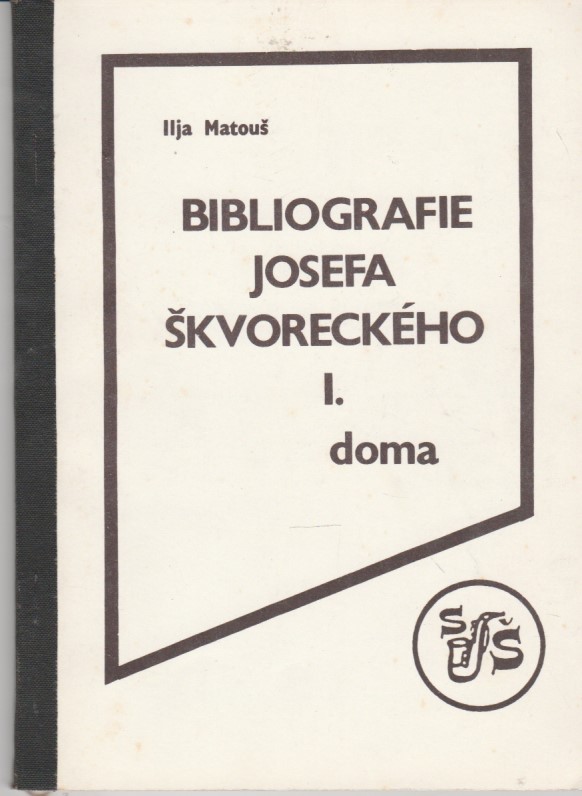 Ilja Matouš
BIBLIOGRAFIE
JOSEFA
ŠKVORECKÉHO
I.
doma
S Š